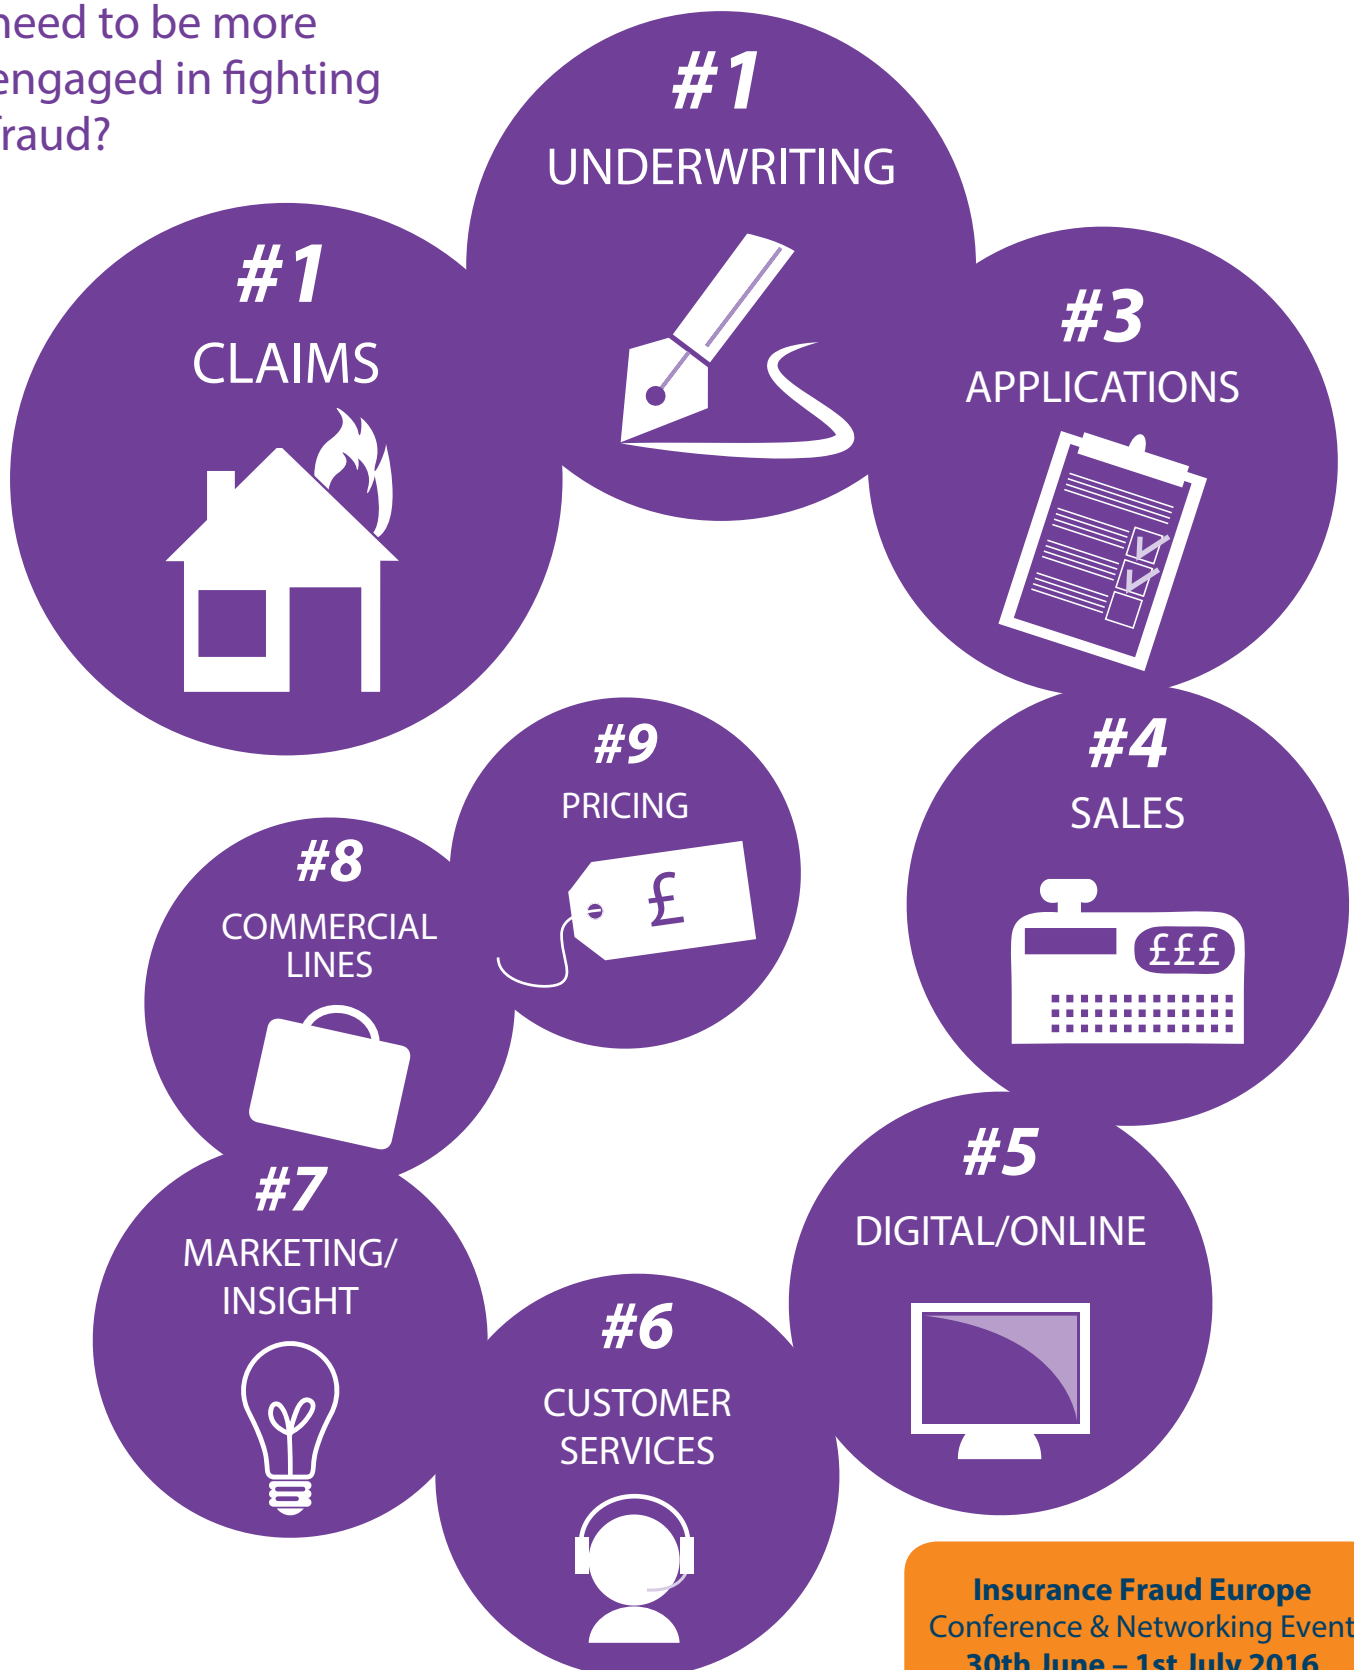 need to be more
engaged in fighting
fraud?
#1
CLAIMS
#1
UNDERWRITING
#3
APPLICATIONS
#4
SALES
£££
#5
DIGITAL/ONLINE
#6
CUSTOMER
SERVICES
#7
MARKETING/
INSIGHT
#8
COMMERCIAL
LINES
#9
PRICING
£
Insurance Fraud Europe
Conference & Networking Event
30th June – 1st July 2016